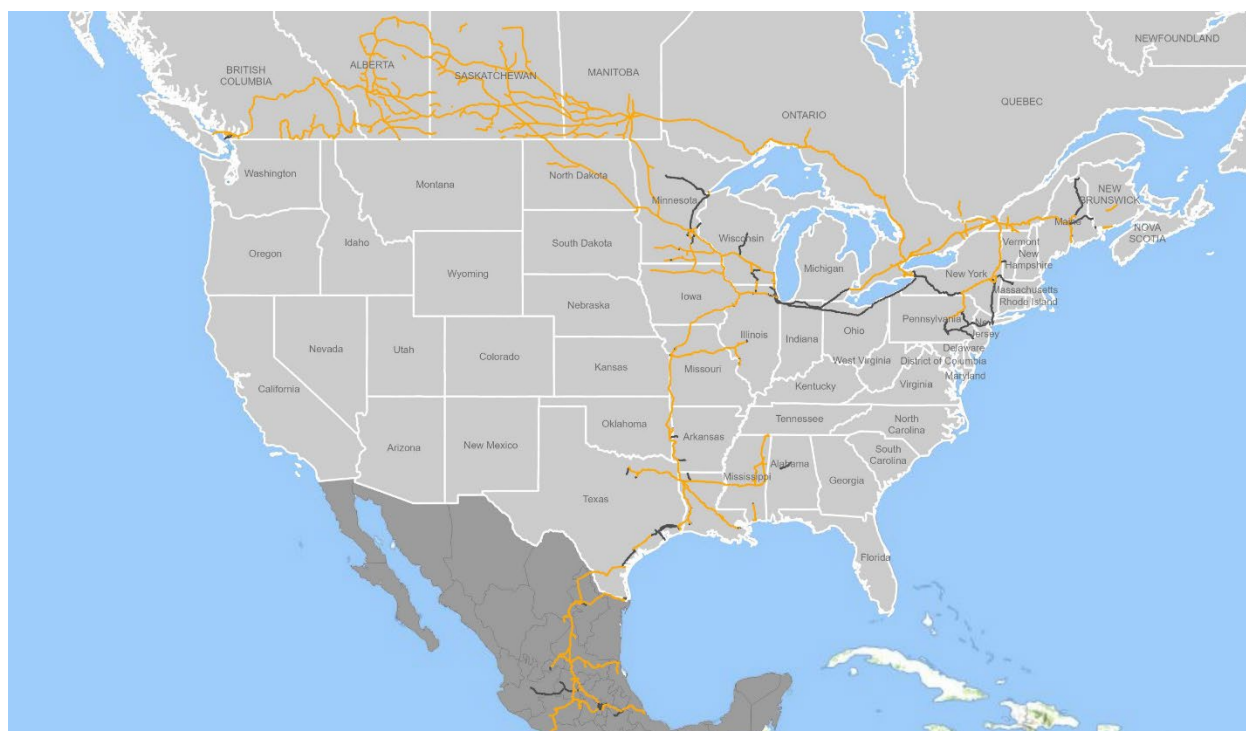 NEWFOUNDLAND
BRITISH
COLUMBIA
ALBERTA
SASKATCHEWAN
MANITOBA
ONTARIO
QUEBEC
Washington
Montana
North Dakota
Minnesota
NEW
BRUNSWICK
Maine
NOVA
SCOTIA
Oregon
Idaho
Wyoming
South Dakota
Wisconsin
Michigan
Vermont
New
Hampshire
New York
Massachusetts
Rhode Island
Nebraska
Iowa
Pennsylvania
New
Jersey
Nevada
Utah
Colorado
Kansas
Missouri
Illinois
Indiana
Ohio
West Virginia
Delaware
District of Columbia
Maryland
Virginia
Kentucky
California
Arizona
New Mexico
Oklahoma
Arkansas
Tennessee
North
Carolina
South
Carolina
Texas
Mississippi
Alabama
Georgia
Florida